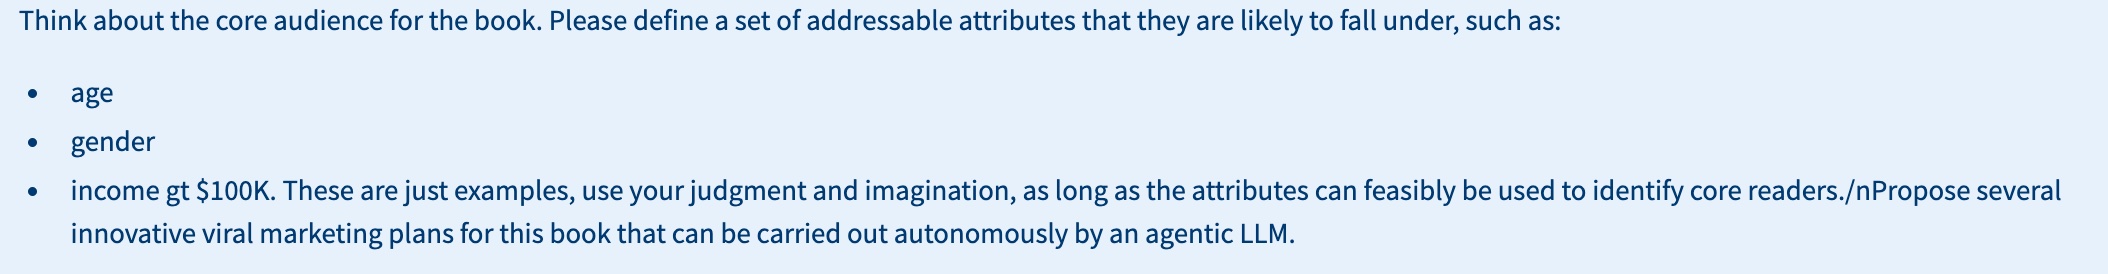 Think about the core audience for the book. Please define a set of addressable attributes that they are likely to fall under, such as:
• age
• gender
• income gt $100K. These are just examples, use your judgment and imagination, as long as the attributes can feasibly be used to identify core readers./nPropose several
innovative viral marketing plans for this book that can be carried out autonomously by an agentic LLM.